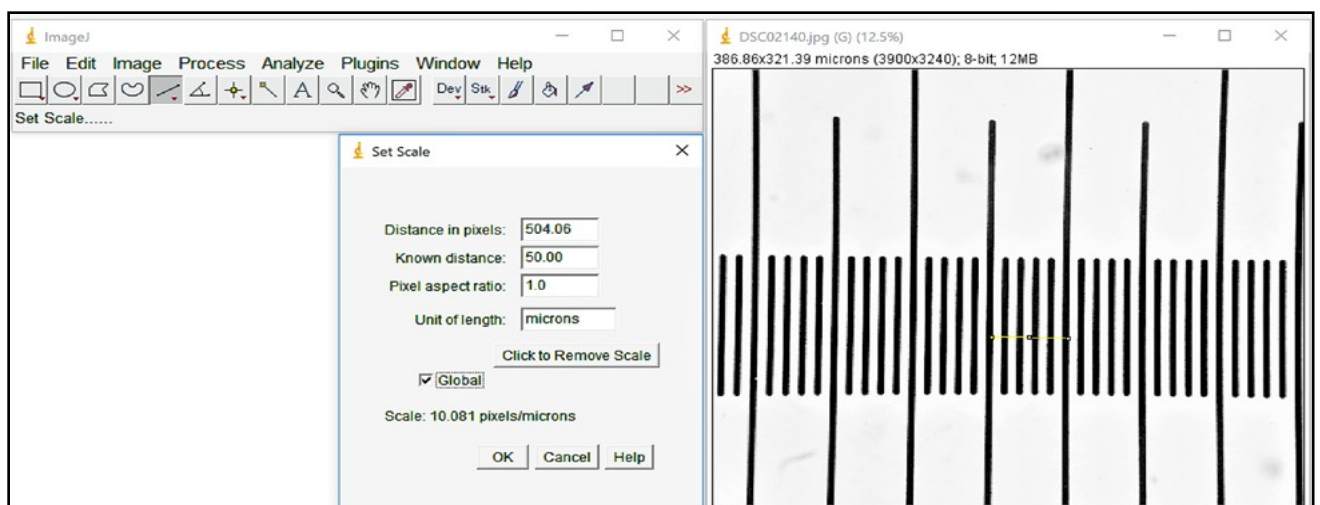 ImageJ
File Edit Image Process Analyze Plugins Window Help
A Dev Stk >>
Set Scale......
Set Scale
Distance in pixels: 504.06
Known distance: 50.00
Pixel aspect ratio: 1.0
Unit of length: microns
Click to Remove Scale
Global
Scale: 10.081 pixels/microns
OK Cancel Help
DSC02140.jpg (G) (12.5%)
386.86x321.39 microns (3900x3240); 8-bit; 12MB